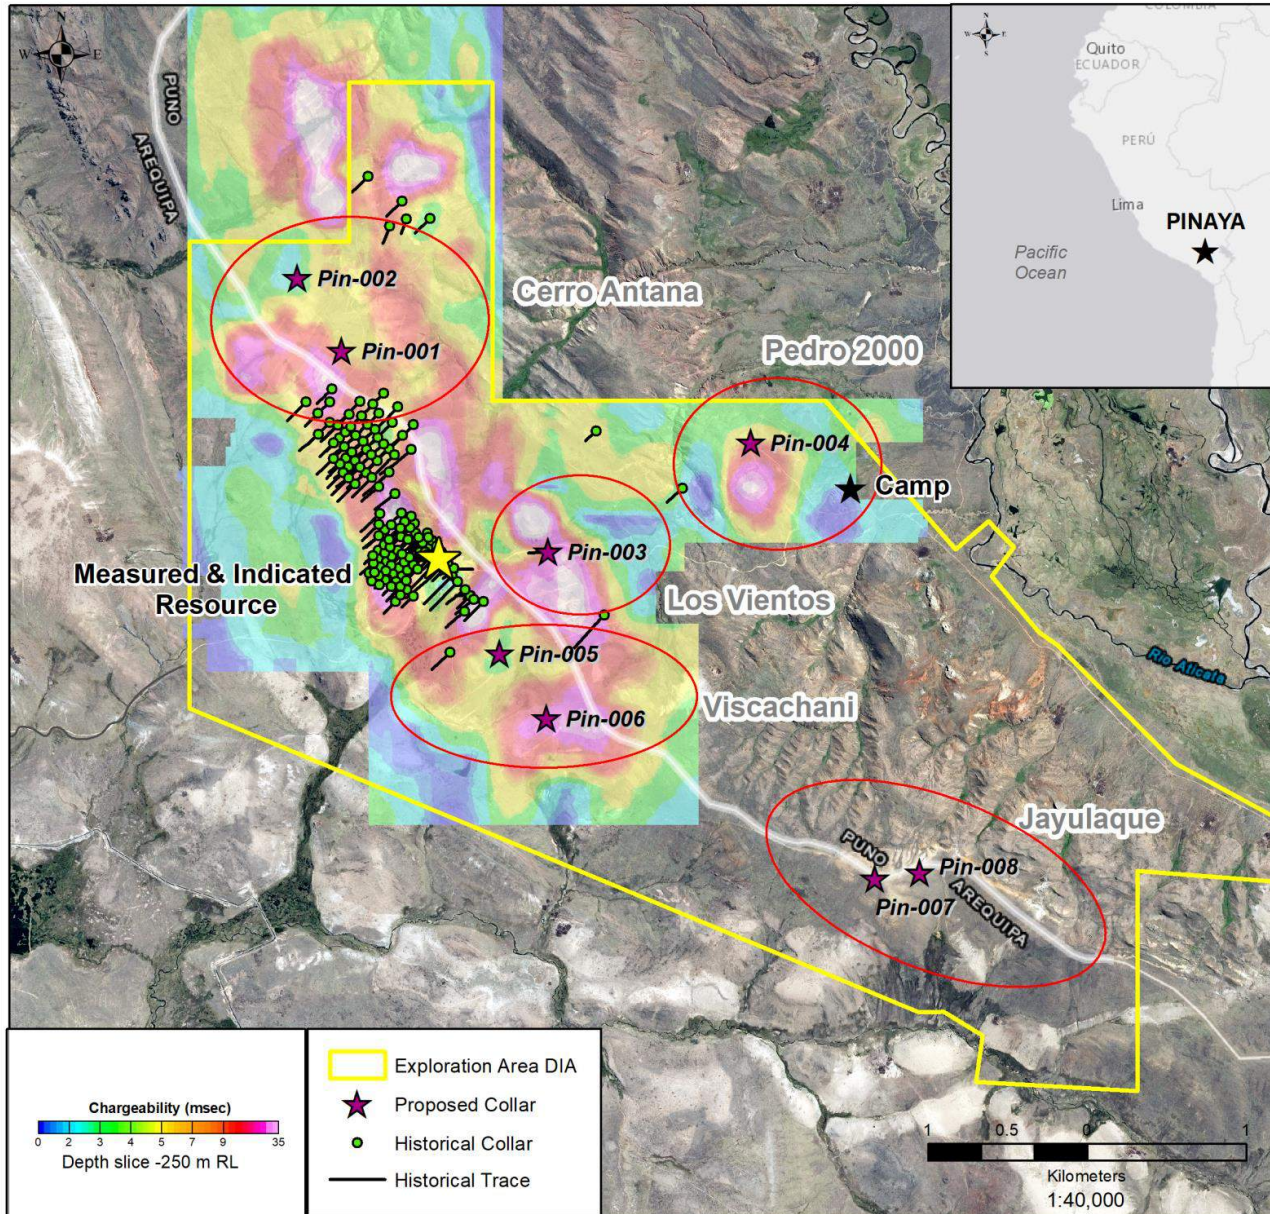 N
W E
S
PUNO
AREQUIPA
N
W E
S
COLOMBIA
Quito
ECUADOR
PERÚ
Lima
PINAYA
Pacific
Ocean
Pin-002
Cerro Antana
Pin-001
Pedro 2000
Pin-004
Camp
Pin-003
Measured & Indicated
Resource
Los Vientos
Pin-005
Viscachani
Pin-006
Jayulaque
PUNO
Pin-008
Pin-007
AREQUIPA
Chargeability (msec)
0 2 3 4 5 7 9 10 35
Depth slice -250 m RL
Exploration Area DIA
Proposed Collar
Historical Collar
Historical Trace
1 0.5 0 1
Kilometers
1:40,000